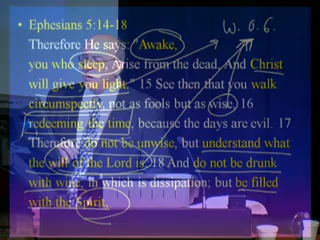 W. O. G.
• Ephesians 5:14-18
Therefore He says: "Awake,
you who sleep, Arise from the dead, And Christ
will give you light." 15 See then that you walk
circumspectly, not as fools but as wise, 16
redeeming the time, because the days are evil. 17
Therefore do not be unwise, but understand what
the will of the Lord is. 18 And do not be drunk
with wine, in which is dissipation; but be filled
with the Spirit,